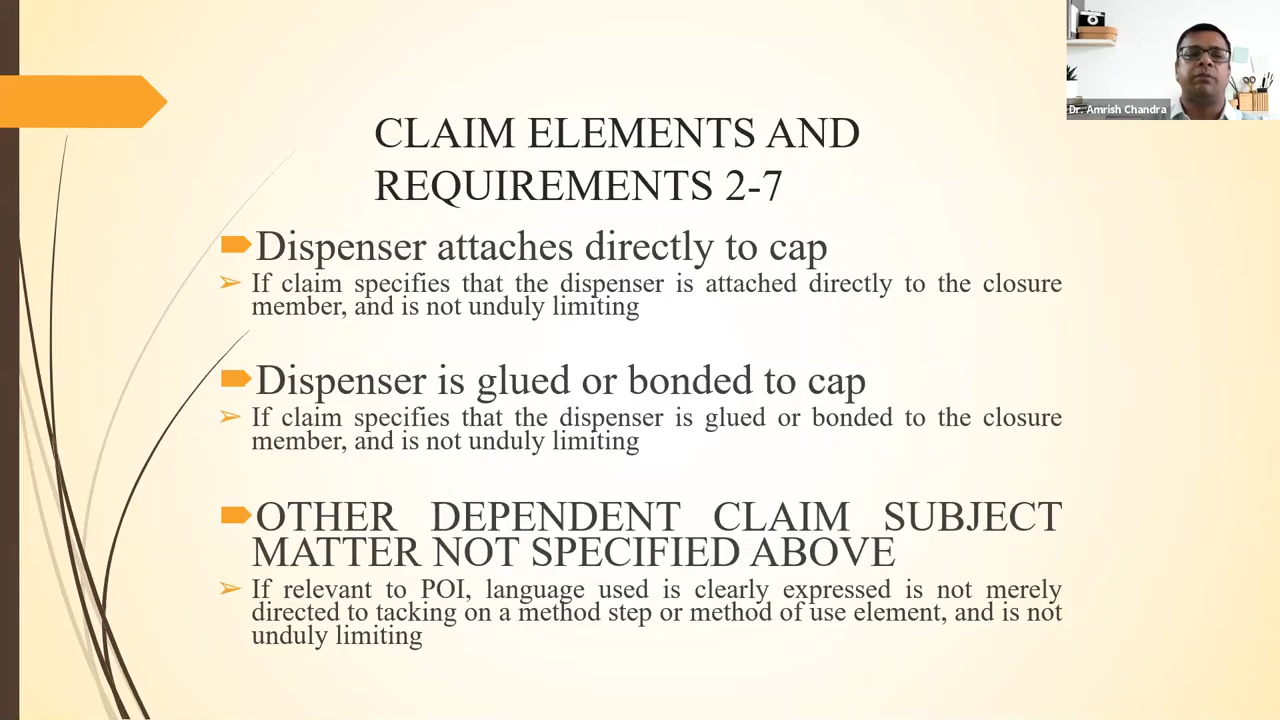 Dr. Amrish Chandra
CLAIM ELEMENTS AND
REQUIREMENTS 2-7
Dispenser attaches directly to cap
If claim specifies that the dispenser is attached directly to the closure
member, and is not unduly limiting
Dispenser is glued or bonded to cap
If claim specifies that the dispenser is glued or bonded to the closure
member, and is not unduly limiting
OTHER DEPENDENT CLAIM SUBJECT
MATTER NOT SPECIFIED ABOVE
If relevant to POI, language used is clearly expressed is not merely
directed to tacking on a method step or method of use element, and is not
unduly limiting